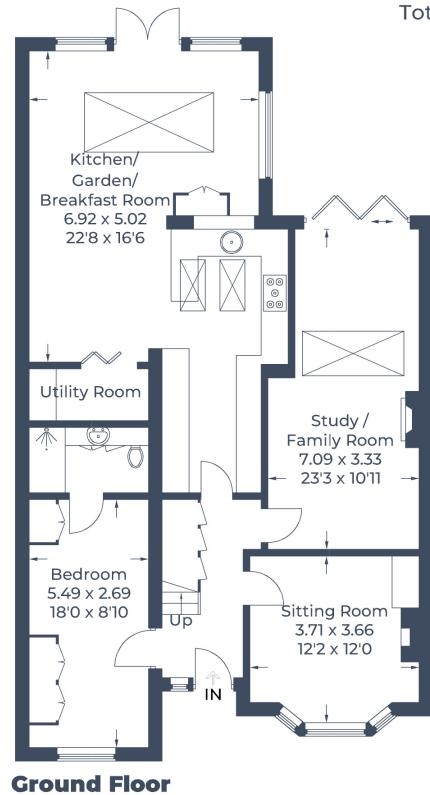 Tot
Kitchen/
Garden/
Breakfast Room
6.92 x 5.02
22'8 x 16'6
Utility Room
Study /
Family Room
7.09 x 3.33
23'3 x 10'11
Bedroom
5.49 x 2.69
18'0 x 8'10
Up
Sitting Room
3.71 x 3.66
12'2 x 12'0
IN
Ground Floor